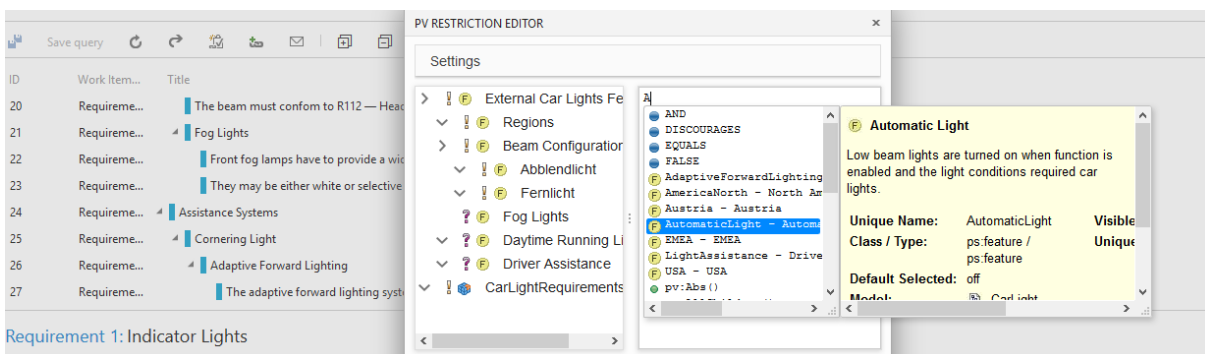 PV RESTRICTION EDITOR
×
Save query
Settings
ID Work Item... Title
20 Requireme... The beam must confom to R112 — Head
21 Requireme... Fog Lights
22 Requireme... Front fog lamps have to provide a wid
23 Requireme... They may be either white or selective
24 Requireme... Assistance Systems
25 Requireme... Cornering Light
26 Requireme... Adaptive Forward Lighting
27 Requireme... The adaptive forward lighting syste
Requirement 1: Indicator Lights
External Car Lights Fe
Regions
Beam Configuration
Abblendlicht
Fernlicht
Fog Lights
Daytime Running Li
Driver Assistance
CarLightRequirements
A
AND
DISCOURAGES
EQUALS
FALSE
AdaptiveForwardLighting
AmericaNorth - North Am
Austria - Austria
AutomaticLight - Automa
EMEA - EMEA
LightAssistance - Drive
USA - USA
pv:Abs()
Automatic Light
Low beam lights are turned on when function is
enabled and the light conditions required car
lights.
Unique Name: AutomaticLight Visible
Class / Type: ps:feature / Unique
ps:feature
Default Selected: off
Model: CarLight